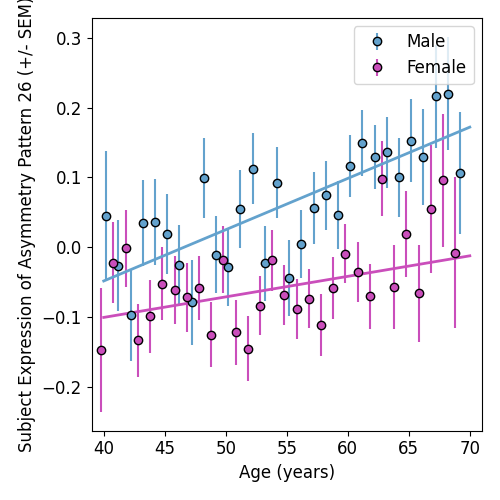 Subject Expression of Asymmetry Pattern 26 (+/- SEM)
0.3
0.2
0.1
0.0
−0.1
−0.2
Male
Female
40 45 50 55 60 65 70
Age (years)